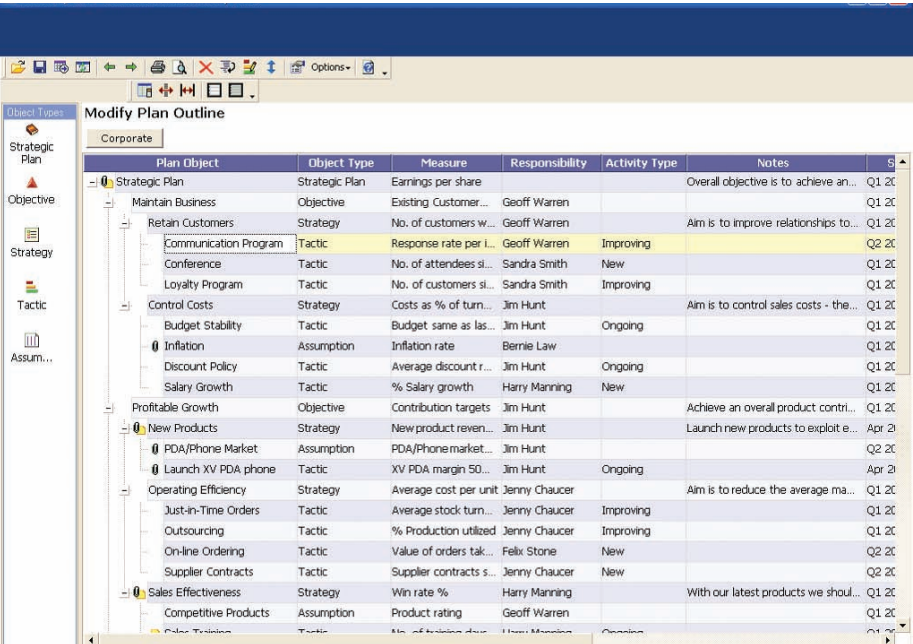 Options
Object Types
Strategic
Plan
Objective
Strategy
Tactic
Assum...
Modify Plan Outline
Corporate
Plan Object Object Type Measure Responsibility Activity Type Notes S
Strategic Plan Strategic Plan Earnings per share Overall objective is to achieve an... Q1 20
Maintain Business Objective Existing Customer... Geoff Warren Q1 20
Retain Customers Strategy No. of customers w... Geoff Warren Aim is to improve relationships to... Q1 20
Communication Program Tactic Response rate per i... Geoff Warren Improving Q2 20
Conference Tactic No. of attendees si... Sandra Smith New Q1 20
Loyalty Program Tactic No. of customers si... Sandra Smith Improving Q1 20
Control Costs Strategy Costs as % of turn... Jim Hunt Aim is to control sales costs - the... Q1 20
Budget Stability Tactic Budget same as las... Jim Hunt Ongoing Q1 20
Inflation Assumption Inflation rate Bernie Law Q1 20
Discount Policy Tactic Average discount r... Jim Hunt Ongoing Q1 20
Salary Growth Tactic % Salary growth Harry Manning New Q1 20
Profitable Growth Objective Contribution targets Jim Hunt Achieve an overall product contri... Q1 20
New Products Strategy New product reven... Jim Hunt Launch new products to exploit e... Apr 2
PDA/Phone Market Assumption PDA/Phone market... Jim Hunt Q2 20
Launch XV PDA phone Tactic XV PDA margin 50... Jim Hunt Ongoing Apr 2
Operating Efficiency Strategy Average cost per unit Jenny Chaucer Aim is to reduce the average ma... Q1 20
Just-in-Time Orders Tactic Average stock turn... Jenny Chaucer Improving Q1 20
Outsourcing Tactic % Production utilized Jenny Chaucer Improving Q1 20
On-line Ordering Tactic Value of orders tak... Felix Stone New Q2 20
Supplier Contracts Tactic Supplier contracts s... Jenny Chaucer New Q2 20
Sales Effectiveness Strategy Win rate % Harry Manning With our latest products we shoul... Q1 20
Competitive Products Assumption Product rating Geoff Warren Q1 20
Sales Training Tactic No. of training days Harry Manning Ongoing Q1 20